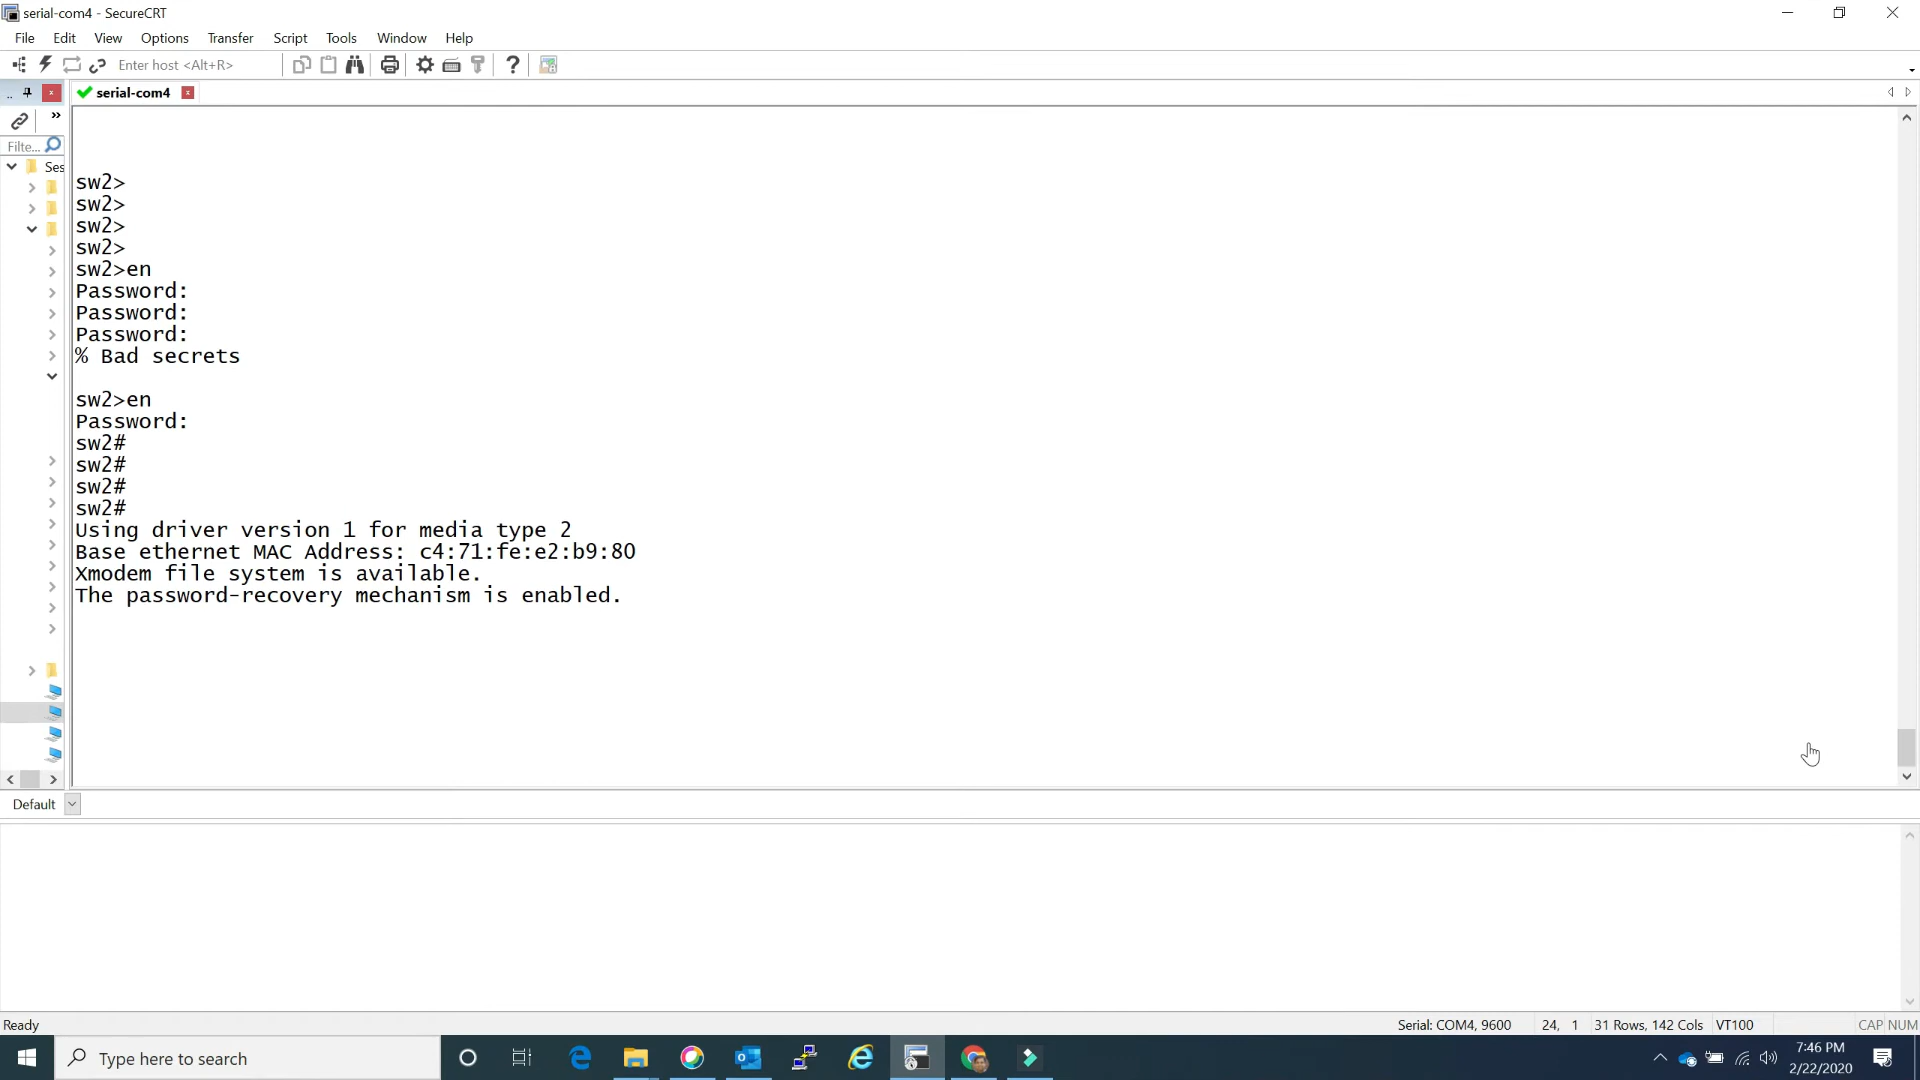 serial-com4 - SecureCRT
File Edit View Options Transfer Script Tools Window Help
Enter host <Alt+R>
serial-com4
Filte...
Ses
sw2>
sw2>
sw2>
sw2>
sw2>en
Password:
Password:
Password:
% Bad secrets
sw2>en
Password:
sw2#
sw2#
sw2#
sw2#
Using driver version 1 for media type 2
Base ethernet MAC Address: c4:71:fe:e2:b9:80
Xmodem file system is available.
The password-recovery mechanism is enabled.
Default
Ready
Serial: COM4, 9600 24, 1 31 Rows, 142 Cols VT100 CAP NUM
Type here to search
7:46 PM
2/22/2020